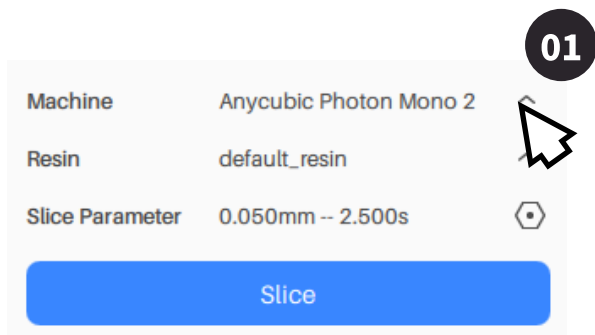 01
Machine Anycubic Photon Mono 2
Resin default_resin
Slice Parameter 0.050mm -- 2.500s
Slice